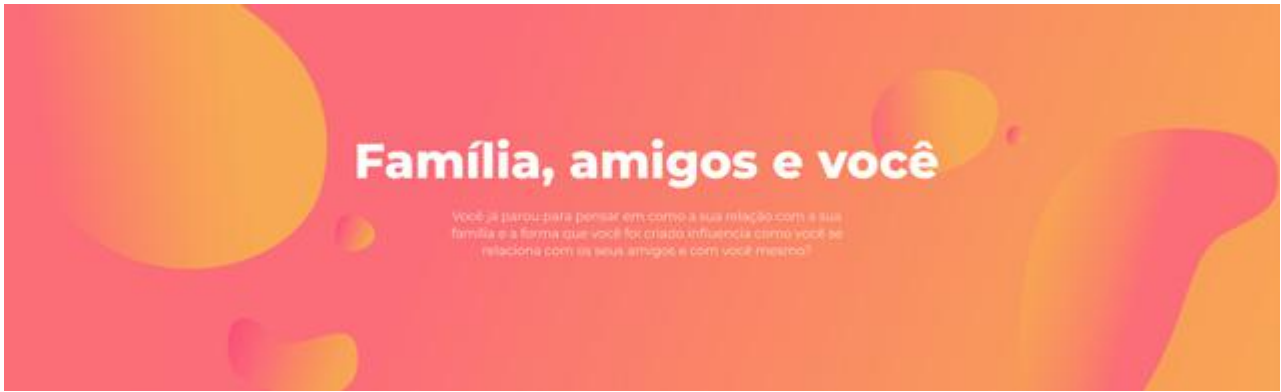 Família, amigos e você
Você já parou para pensar em como a sua relação com a sua
família e a forma que você foi criado influencia como você se
relaciona com os seus amigos e com você mesmo?